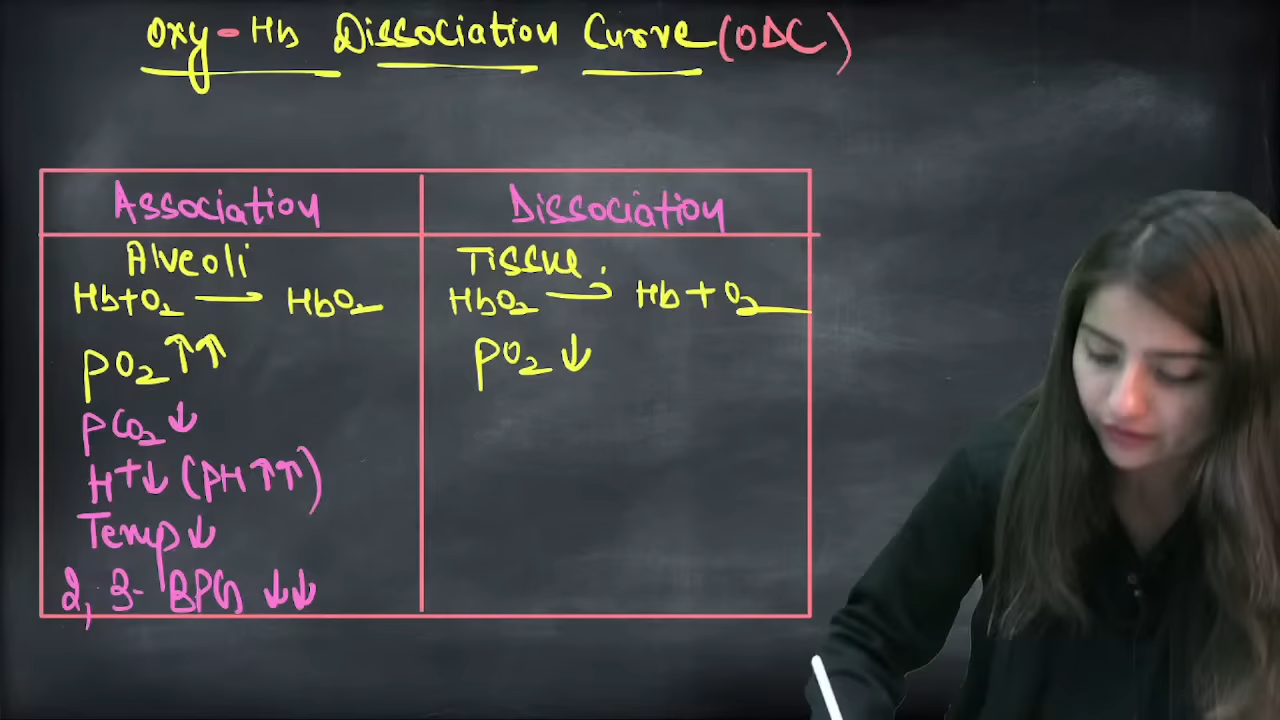 Oxy-Hb Dissociation Curve (ODC)
Association
Dissociation
Alveoli
Hb+O₂ → HbO₂
pO₂ ↑↑
pCO₂ ↓
H+↓ (pH ↑↑)
Temp ↓
2, 3- BPG ↓↓
Tissue.
HbO₂ → Hb + O₂
pO₂ ↓